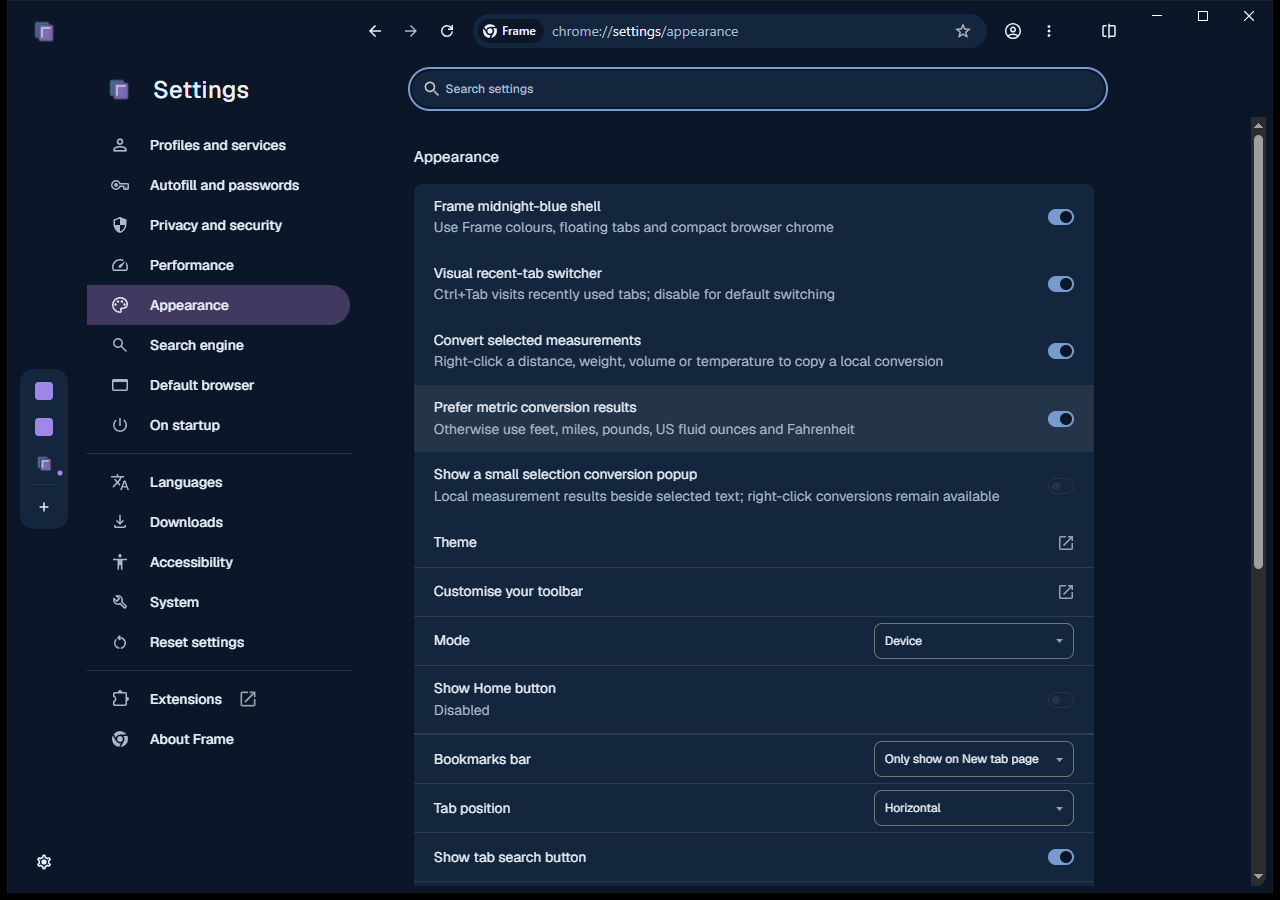 Frame
chrome://settings/appearance
Settings
Search settings
Profiles and services
Autofill and passwords
Privacy and security
Performance
Appearance
Search engine
Default browser
On startup
Languages
Downloads
Accessibility
System
Reset settings
Extensions
About Frame
Appearance
Frame midnight-blue shell
Use Frame colours, floating tabs and compact browser chrome
Visual recent-tab switcher
Ctrl+Tab visits recently used tabs; disable for default switching
Convert selected measurements
Right-click a distance, weight, volume or temperature to copy a local conversion
Prefer metric conversion results
Otherwise use feet, miles, pounds, US fluid ounces and Fahrenheit
Show a small selection conversion popup
Local measurement results beside selected text; right-click conversions remain available
Theme
Customise your toolbar
Mode
Device
Show Home button
Disabled
Bookmarks bar
Only show on New tab page
Tab position
Horizontal
Show tab search button